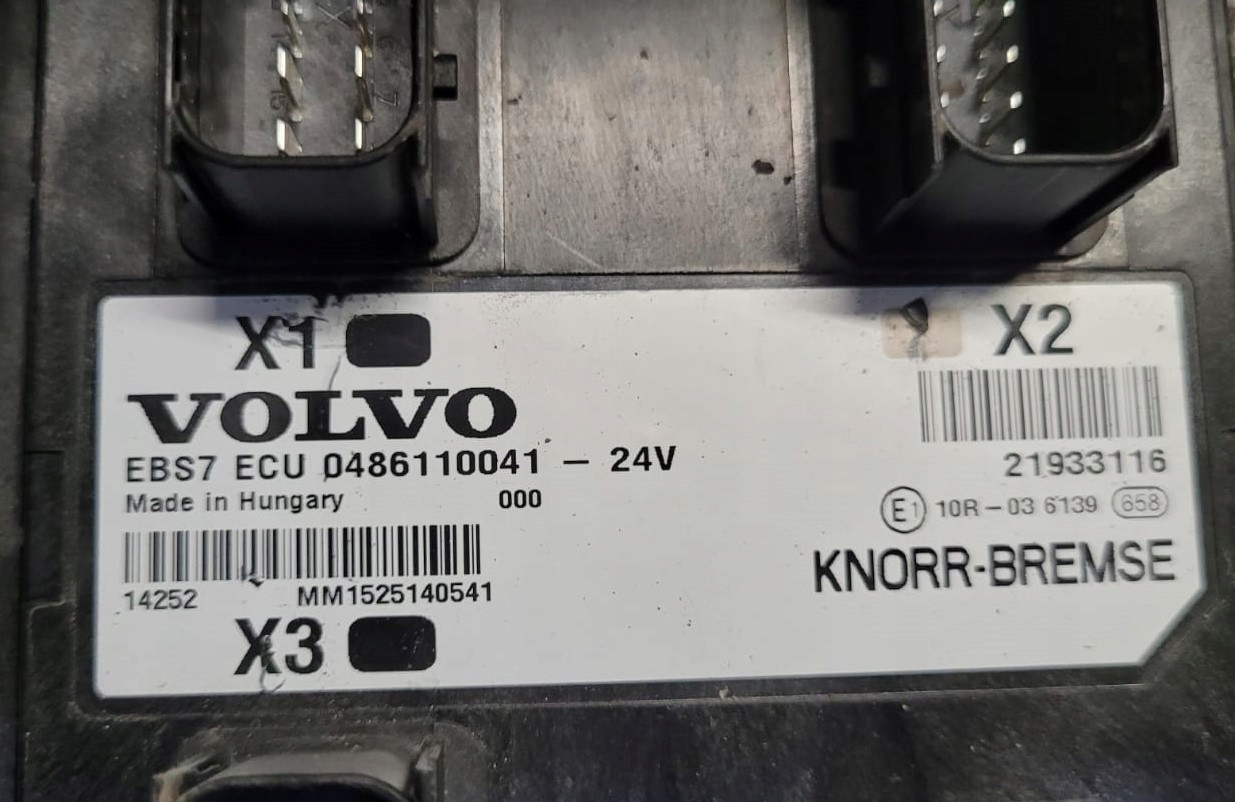 X1
X2
VOLVO
EBS7 ECU 0486110041 – 24V
Made in Hungary 000
21933116
E1 10R – 03 6139 658
KNORR-BREMSE
14252 MM1525140541
X3